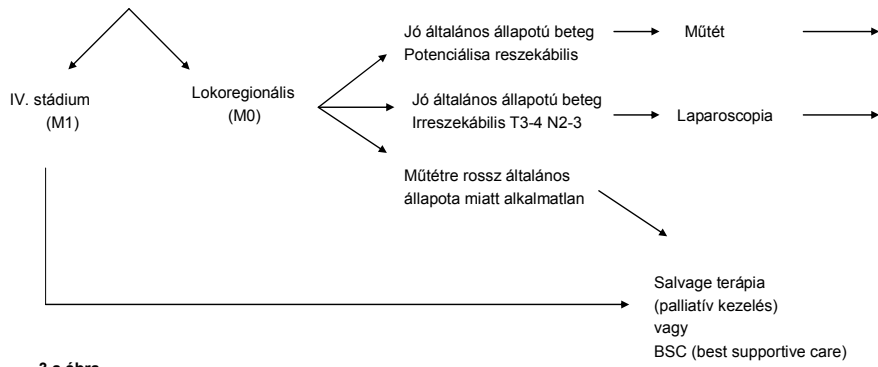 Jó általános állapotú beteg
Potenciálisa reszekábilis
Műtét
IV. stádium
(M1)
Lokoregionális
(M0)
Jó általános állapotú beteg
Irreszekábilis T3-4 N2-3
Laparoscopia
Műtétre rossz általános
állapota miatt alkalmatlan
Salvage terápia
(palliatív kezelés)
vagy
BSC (best supportive care)